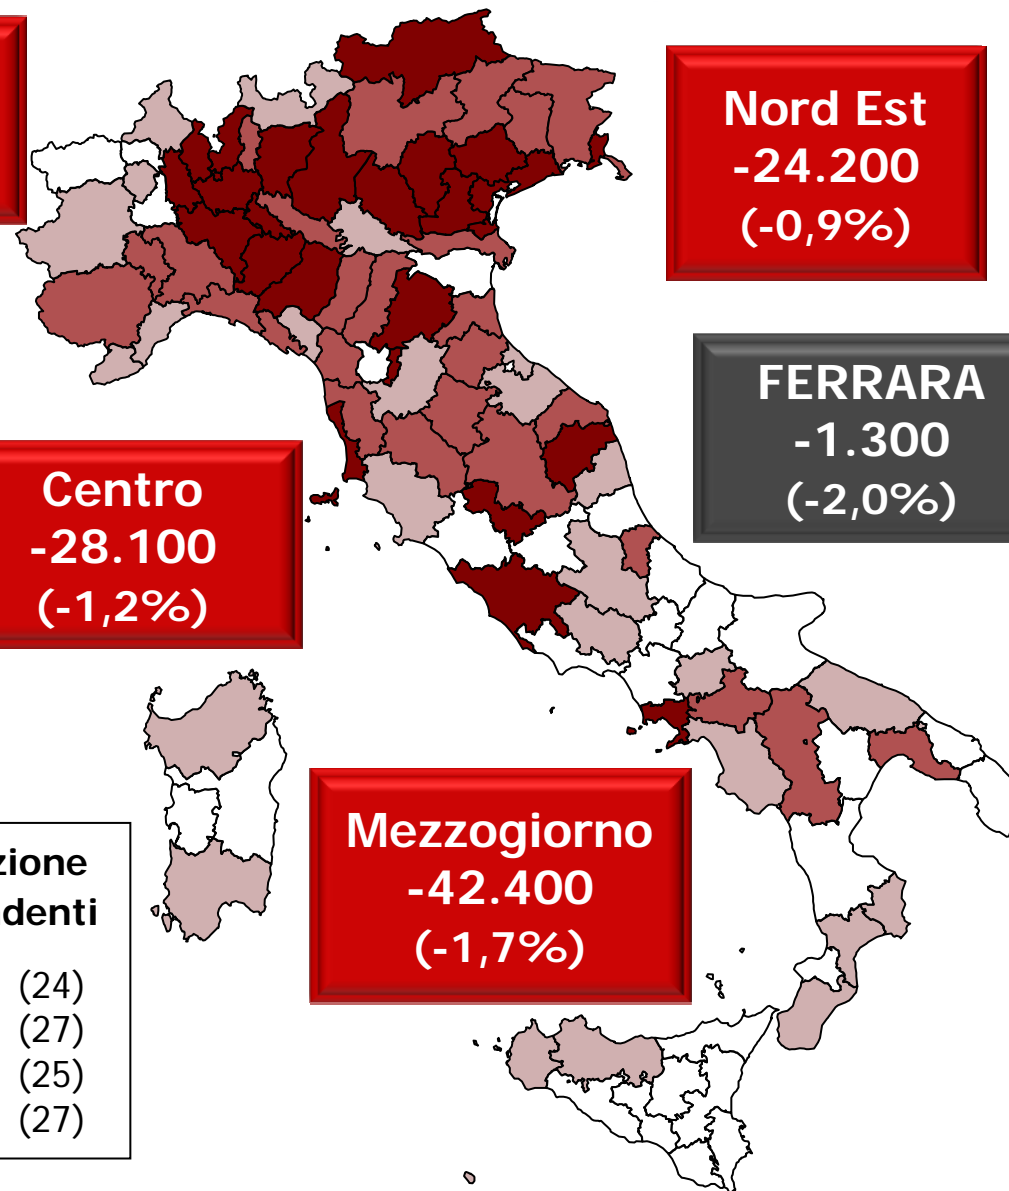 Nord Est
-24.200
(-0,9%)
FERRARA
-1.300
(-2,0%)
Centro
-28.100
(-1,2%)
Mezzogiorno
-42.400
(-1,7%)
zione
denti
(24)
(27)
(25)
(27)